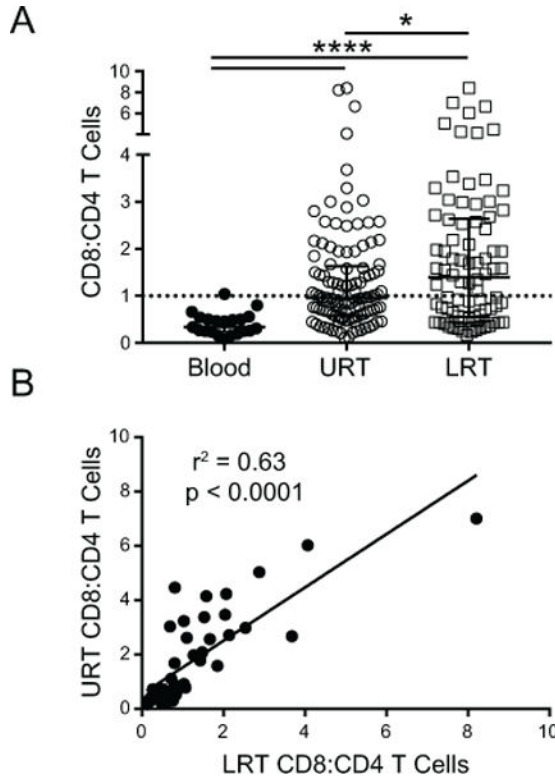 A
*
****
CD8:CD4 T Cells
10
8
6
4
3
2
1
0
Blood
URT
LRT
B
URT CD8:CD4 T Cells
10
8
6
4
2
0
r² = 0.63
p < 0.0001
0
2
4
6
8
10
LRT CD8:CD4 T Cells